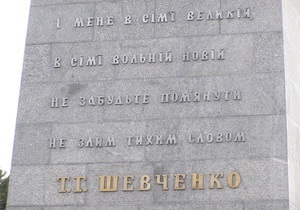 І МЕНЕ В СІМ'Ї ВЕЛИКІЙ,
В СІМ'Ї ВОЛЬНІЙ НОВІЙ
НЕ ЗАБУДЬТЕ ПОМ'ЯНУТИ
НЕ ЗЛИМ ТИХИМ СЛОВОМ
Т.Г. ШЕВЧЕНКО